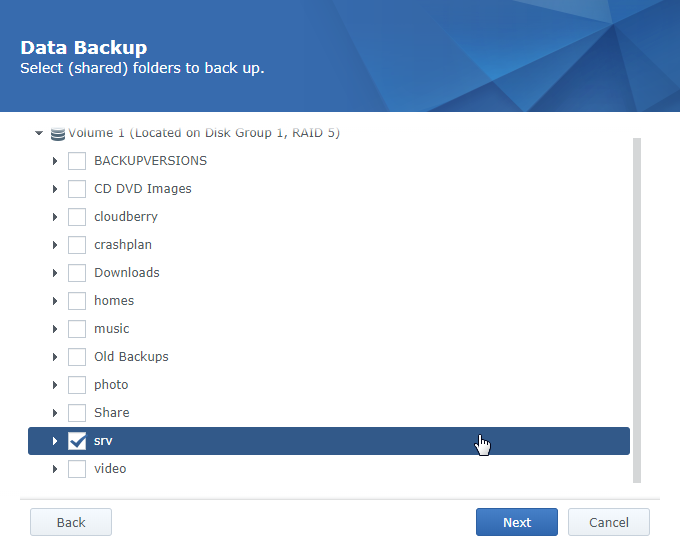 Data Backup
Select (shared) folders to back up.
Volume 1 (Located on Disk Group 1, RAID 5)
BACKUPVERSIONS
CD DVD Images
cloudberry
crashplan
Downloads
homes
music
Old Backups
photo
Share
srv
video
Back Next Cancel